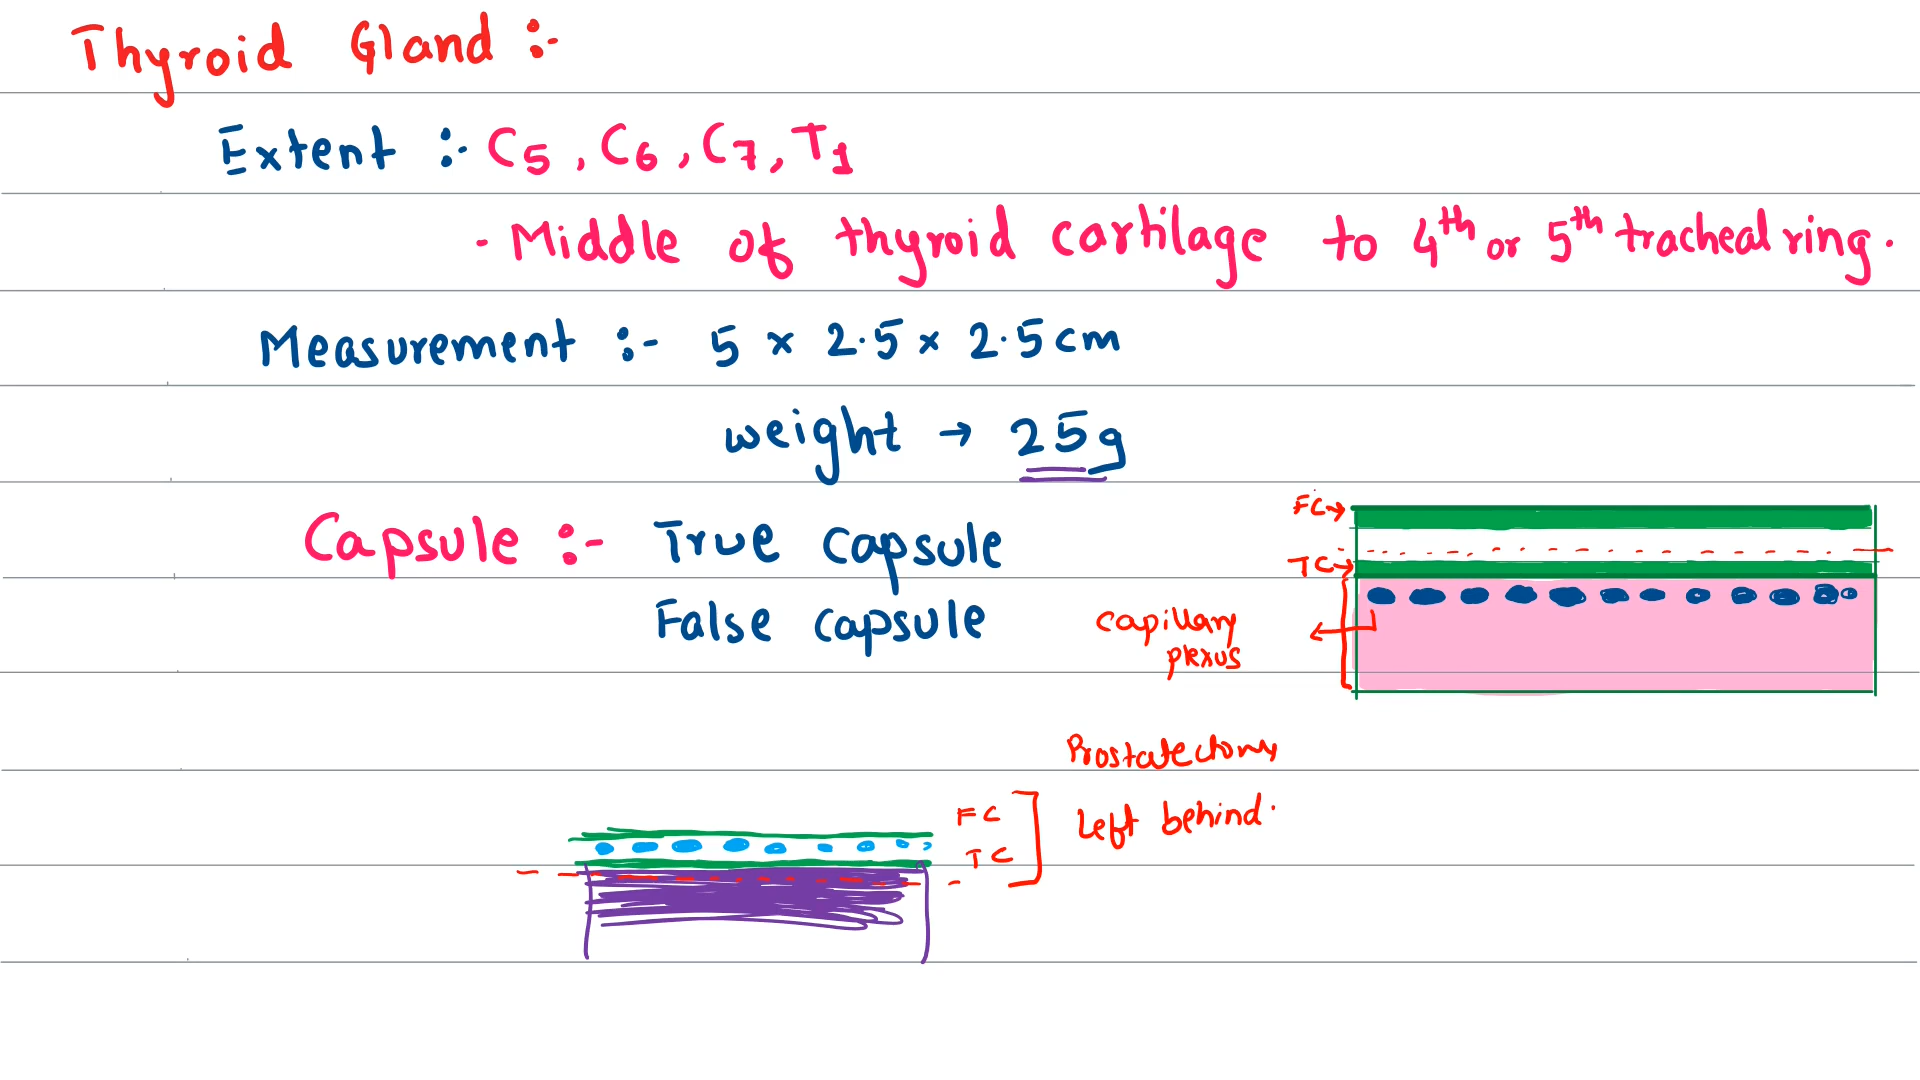 Thyroid Gland :-
Extent :- C5, C6, C7, T1
- Middle of thyroid cartilage to 4th or 5th tracheal ring.
Measurement :- 5 x 2.5 x 2.5 cm
weight → 25g
Capsule :- True capsule
False capsule
FC→
TC→
Capillary
plexus
Prostatectomy
FC
Left behind.
TC